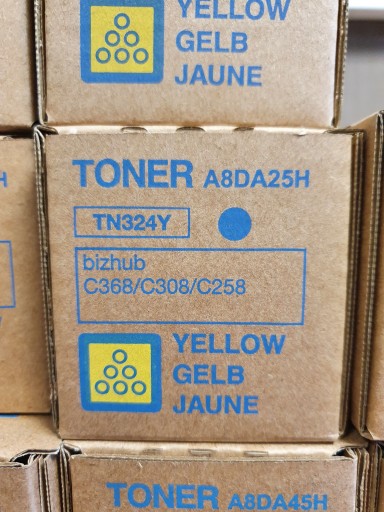 YELLOW
GELB
JAUNE
TONER A8DA25H
TN324Y
bizhub
C368/C308/C258
YELLOW
GELB
JAUNE
TONER A8DA45H
H
Y